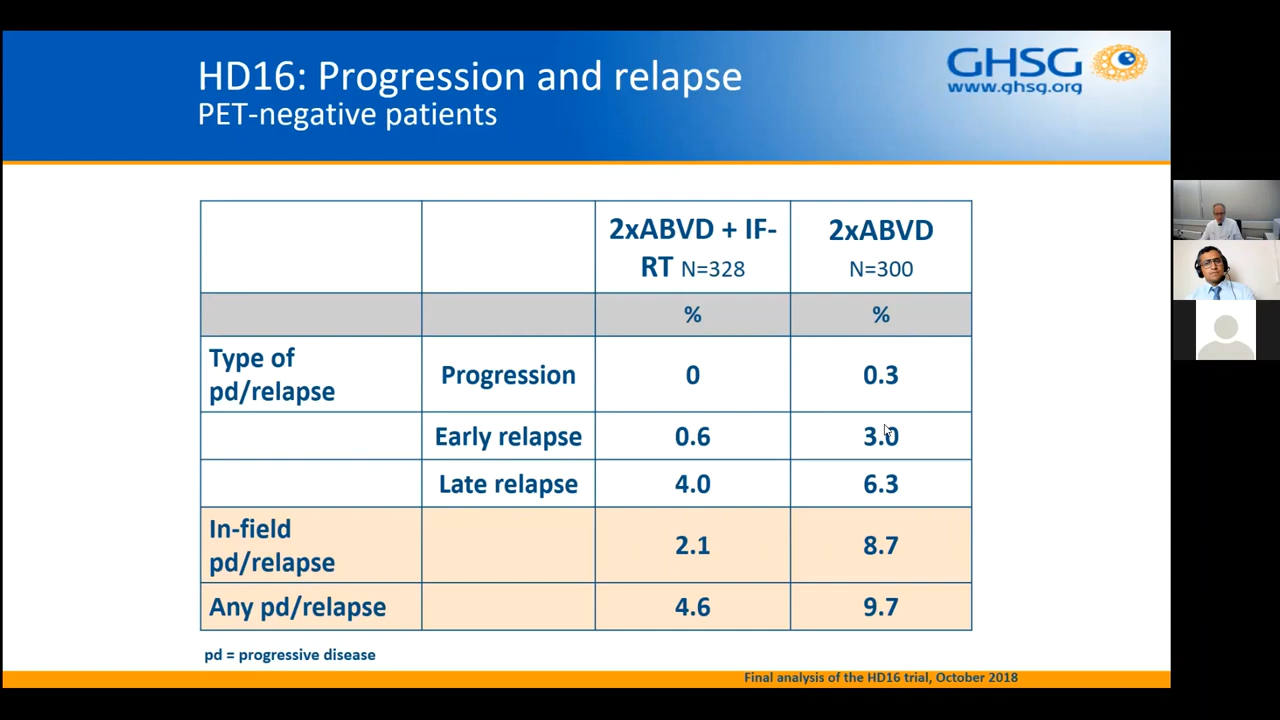 HD16: Progression and relapse
PET-negative patients
GHSG
www.ghsg.org
2xABVD + IF-
RT N=328
2xABVD
N=300
%
%
Type of
pd/relapse
Progression
0
0.3
Early relapse
0.6
3.0
Late relapse
4.0
6.3
In-field
pd/relapse
2.1
8.7
Any pd/relapse
4.6
9.7
pd = progressive disease
Final analysis of the HD16 trial, October 2018